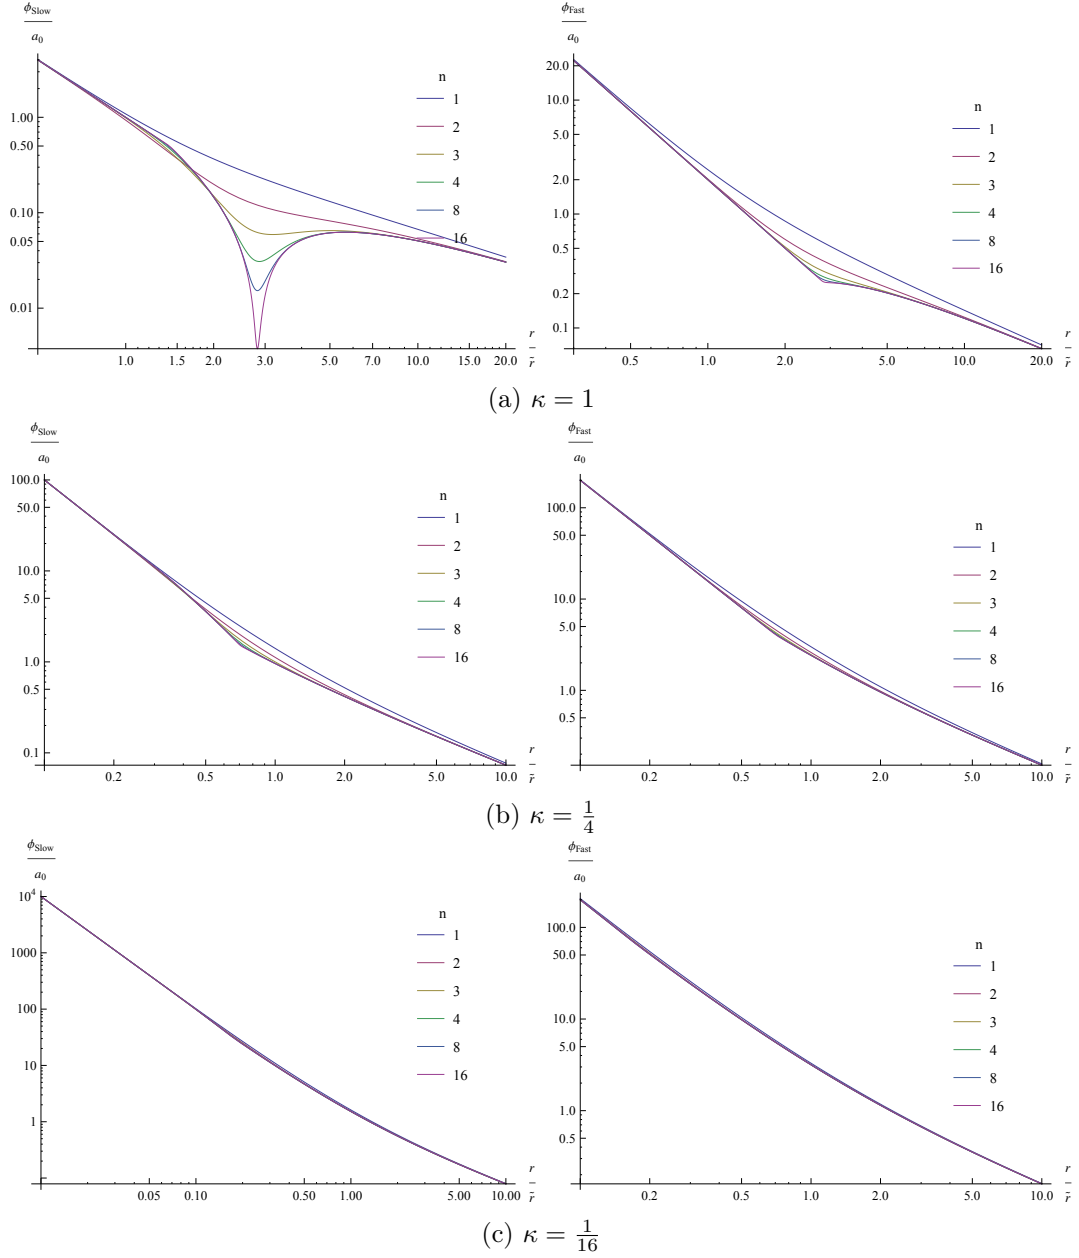 φSlow
a0
n
1
2
3
4
8
16
1.00
0.50
0.10
0.05
0.01
1.0 1.5 2.0 3.0 5.0 7.0 10.0 15.0 20.0
r
r̄
φFast
a0
n
1
2
3
4
8
16
20.0
10.0
5.0
2.0
1.0
0.5
0.2
0.1
0.5 1.0 2.0 5.0 10.0 20.0
r
r̄
(a) κ = 1
φSlow
a0
n
1
2
3
4
8
16
100.0
50.0
10.0
5.0
1.0
0.5
0.1
0.2 0.5 1.0 2.0 5.0 10.0
r
r̄
φFast
a0
n
1
2
3
4
8
16
100.0
50.0
10.0
5.0
1.0
0.5
0.2 0.5 1.0 2.0 5.0 10.0
r
r̄
(b) κ = 1/4
φSlow
a0
n
1
2
3
4
8
16
10^4
1000
100
10
1
0.05 0.10 0.50 1.00 5.00 10.00
r
r̄
φFast
a0
n
1
2
3
4
8
16
100.0
50.0
10.0
5.0
1.0
0.5
0.2 0.5 1.0 2.0 5.0 10.0
r
r̄
(c) κ = 1/16